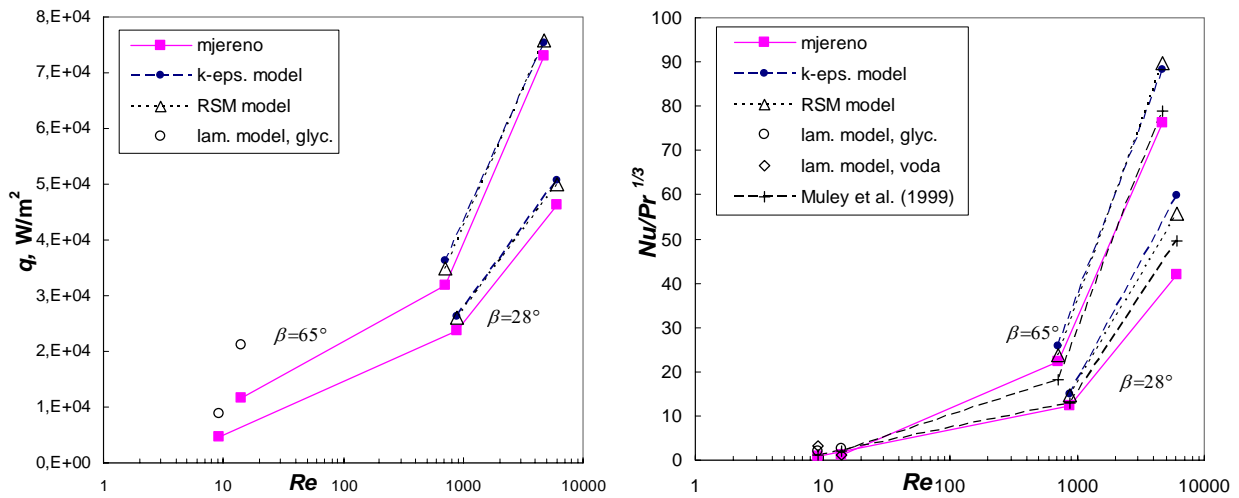 8,E+04
7,E+04
6,E+04
5,E+04
4,E+04
3,E+04
2,E+04
1,E+04
0,E+00
q, W/m²
mjereno
k-eps. model
RSM model
lam. model, glyc.
β=65°
β=28°
1
10
100
1000
10000
Re
100
90
80
70
60
50
40
30
20
10
0
Nu/Pr 1/3
mjereno
k-eps. model
RSM model
lam. model, glyc.
lam. model, voda
Muley et al. (1999)
β=65°
β=28°
1
10
100
1000
10000
Re